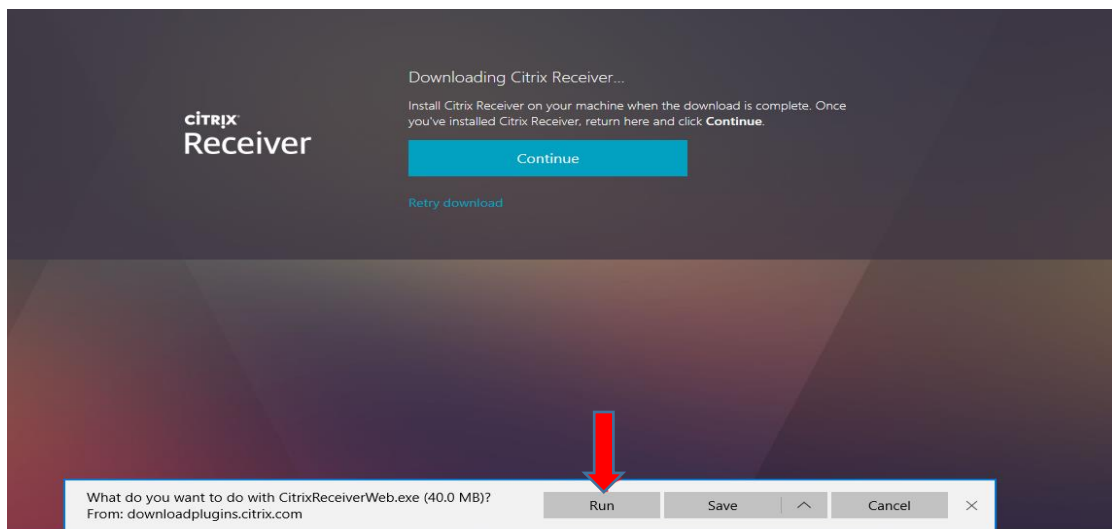 Downloading Citrix Receiver...
Install Citrix Receiver on your machine when the download is complete. Once
you've installed Citrix Receiver, return here and click Continue.
CITRIX
Receiver
Continue
Retry download
What do you want to do with CitrixReceiverWeb.exe (40.0 MB)?
From: downloadplugins.citrix.com
Run
Save
Cancel